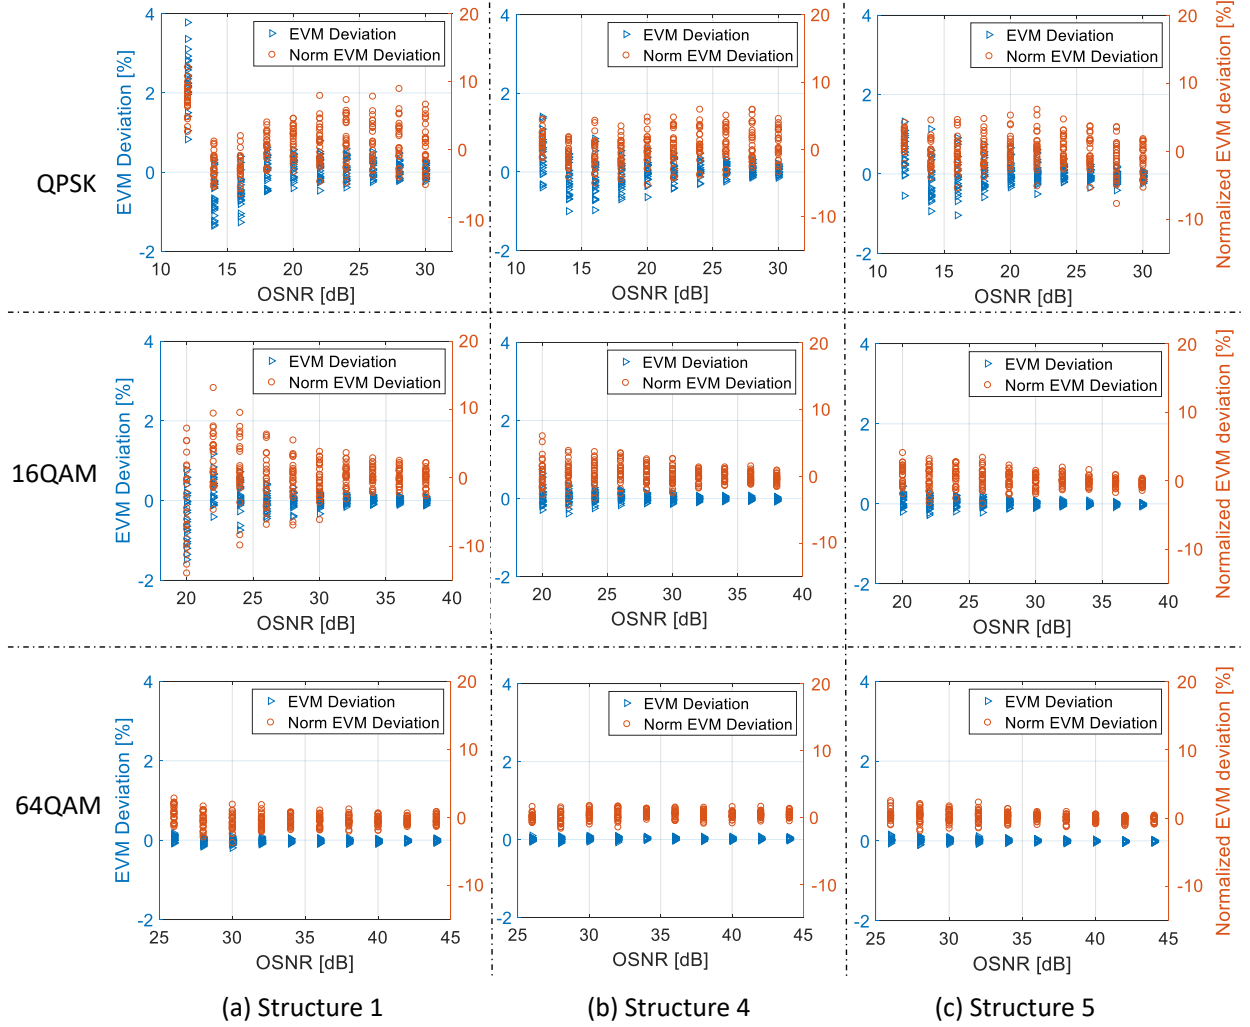 QPSK
EVM Deviation [%]
4
2
0
-2
10 15 20 25 30
OSNR [dB]
20
10
0
-10
EVM Deviation
Norm EVM Deviation
4
2
0
-2
10 15 20 25 30
OSNR [dB]
20
10
0
-10
EVM Deviation
Norm EVM Deviation
4
2
0
-2
10 15 20 25 30
OSNR [dB]
20
10
0
-10
Normalized EVM deviation [%]
EVM Deviation
Norm EVM Deviation
16QAM
EVM Deviation [%]
4
2
0
-2
20 25 30 35 40
OSNR [dB]
20
10
0
-10
EVM Deviation
Norm EVM Deviation
4
2
0
-2
20 25 30 35 40
OSNR [dB]
20
10
0
-10
EVM Deviation
Norm EVM Deviation
4
2
0
-2
20 25 30 35 40
OSNR [dB]
20
10
0
-10
Normalized EVM deviation [%]
EVM Deviation
Norm EVM Deviation
64QAM
EVM Deviation [%]
4
2
0
-2
25 30 35 40 45
OSNR [dB]
20
10
0
-10
EVM Deviation
Norm EVM Deviation
4
2
0
-2
25 30 35 40 45
OSNR [dB]
20
10
0
-10
EVM Deviation
Norm EVM Deviation
4
2
0
-2
25 30 35 40 45
OSNR [dB]
20
10
0
-10
Normalized EVM deviation [%]
EVM Deviation
Norm EVM Deviation
(a) Structure 1
(b) Structure 4
(c) Structure 5